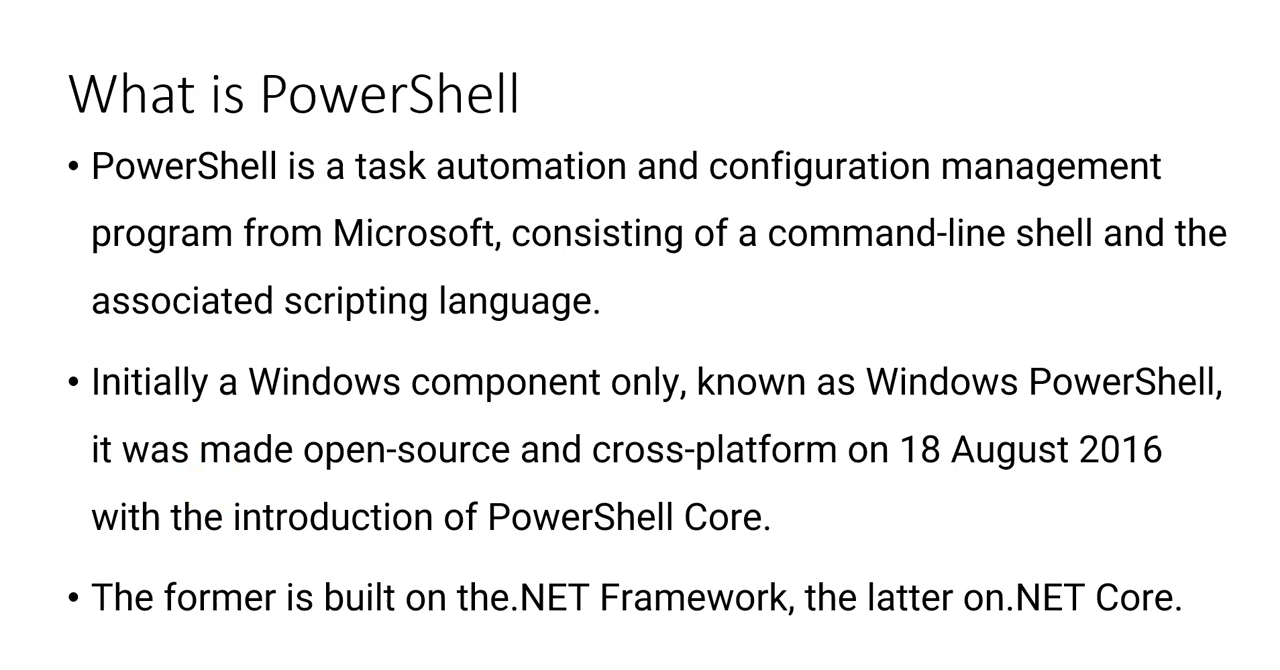 What is PowerShell
• PowerShell is a task automation and configuration management
program from Microsoft, consisting of a command-line shell and the
associated scripting language.
• Initially a Windows component only, known as Windows PowerShell,
it was made open-source and cross-platform on 18 August 2016
with the introduction of PowerShell Core.
• The former is built on the.NET Framework, the latter on.NET Core.